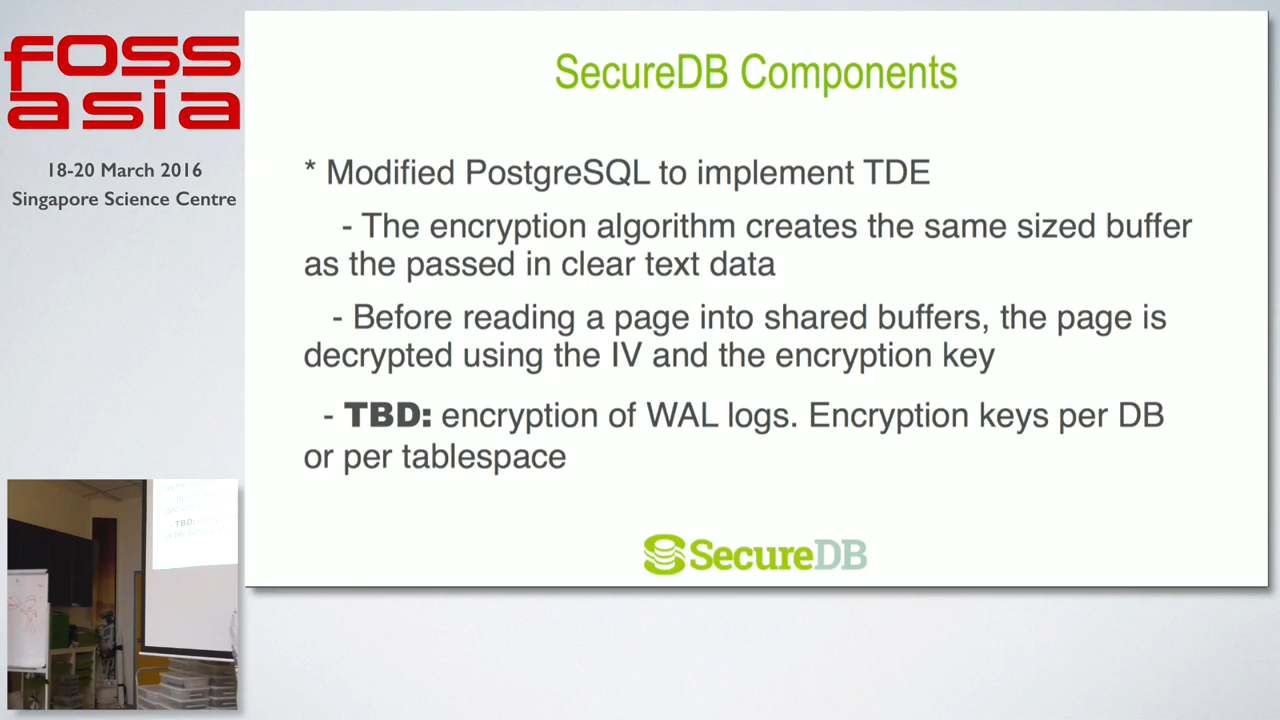 foss
asia
18-20 March 2016
Singapore Science Centre
SecureDB Components
* Modified PostgreSQL to implement TDE
- The encryption algorithm creates the same sized buffer
as the passed in clear text data
- Before reading a page into shared buffers, the page is
decrypted using the IV and the encryption key
- TBD: encryption of WAL logs. Encryption keys per DB
or per tablespace
SecureDB
TBD: